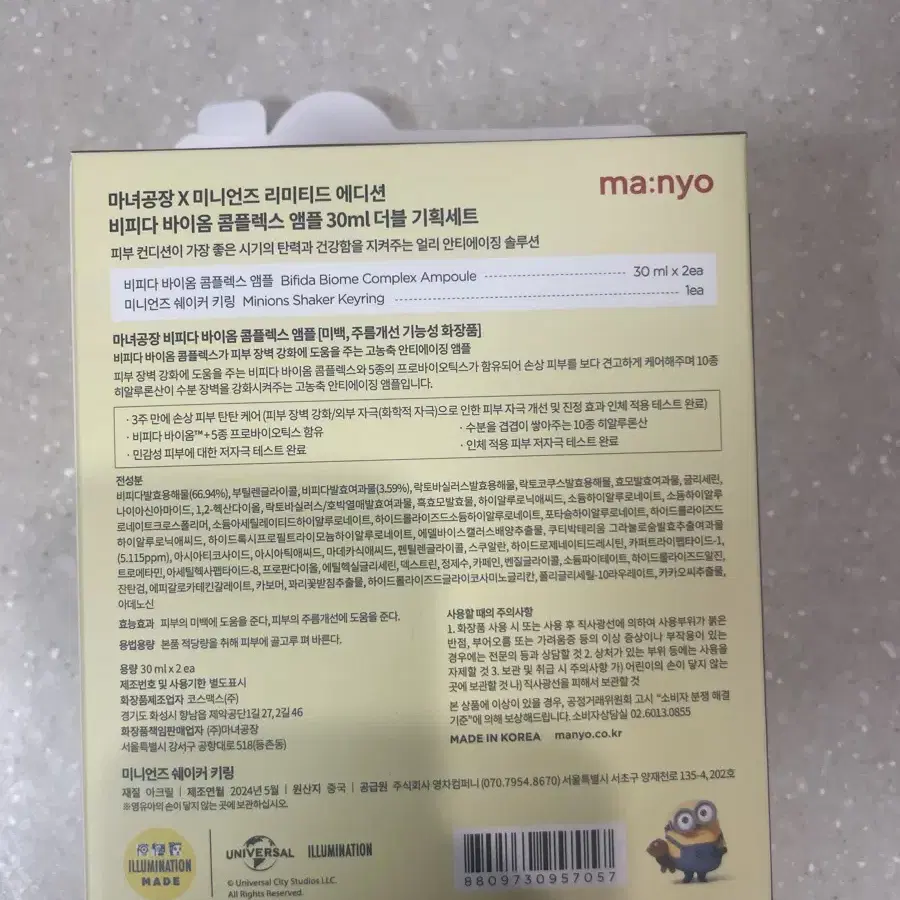 ma:nyo
마녀공장 X 미니언즈 리미티드 에디션
비피다 바이옴 콤플렉스 앰플 30ml 더블 기획세트
피부 컨디션이 가장 좋은 시기의 탄력과 건강함을 지켜주는 얼리 안티에이징 솔루션
비피다 바이옴 콤플렉스 앰플 Bifida Biome Complex Ampoule 30 ml x 2ea
미니언즈 쉐이커 키링 Minions Shaker Keyring 1ea
마녀공장 비피다 바이옴 콤플렉스 앰플 [미백, 주름개선 기능성 화장품]
비피다 바이옴 콤플렉스가 피부 장벽 강화에 도움을 주는 고농축 안티에이징 앰플
피부 장벽 강화에 도움을 주는 비피다 바이옴 콤플렉스와 5종의 프로바이오틱스가 함유되어 손상 피부를 보다 견고하게 케어해주며 10종
히알루론산이 수분 장벽을 강화시켜주는 고농축 안티에이징 앰플입니다.
· 3주 만에 손상 피부 탄탄 케어 (피부 장벽 강화/외부 자극(화학적 자극)으로 인한 피부 자극 개선 및 진정 효과 인체 적용 테스트 완료)
· 비피다 바이옴™ + 5종 프로바이오틱스 함유
· 수분을 겹겹이 쌓아주는 10종 히알루론산
· 민감성 피부에 대한 저자극 테스트 완료
· 인체 적용 피부 저자극 테스트 완료
전성분
비피다발효용해물(66.94%), 부틸렌글라이콜, 비피다발효여과물(3.59%), 락토바실러스발효용해물, 락토코쿠스발효용해물, 효모발효여과물, 글리세린,
나이아신아마이드, 1,2-헥산다이올, 락토바실러스/호박열매발효여과물, 흑효모발효물, 하이알루로닉애씨드, 소듐하이알루로네이트, 소듐하이알루
로네이트크로스폴리머, 소듐아세틸레이티드하이알루로네이트, 하이드롤라이즈드소듐하이알루로네이트, 포타슘하이알루로네이트, 하이드롤라이즈드
하이알루로닉애씨드, 하이드록시프로필트라이모늄하이알루로네이트, 에델바이스캘러스배양추출물, 쿠티박테리움 그라눌로숨발효추출여과물
(5.115ppm), 아시아티코사이드, 아시아틱애씨드, 마데카식애씨드, 펜틸렌글라이콜, 스쿠알란, 하이드로제네이티드레시틴, 카퍼트라이펩타이드-1,
트로메타민, 아세틸헥사펩타이드-8, 프로판다이올, 에틸헥실글리세린, 덱스트린, 정제수, 카페인, 벤질글라이콜, 소듐파이테이트, 하이드롤라이즈드알진,
잔탄검, 에피갈로카테킨갈레이트, 카보머, 꽈리꽃받침추출물, 하이드롤라이즈드글라이코사미노글리칸, 폴리글리세릴-10라우레이트, 카카오씨추출물,
아데노신
효능효과 피부의 미백에 도움을 준다, 피부의 주름개선에 도움을 준다.
용법용량 본품 적당량을 취해 피부에 골고루 펴 바른다.
용량 30 ml x 2 ea
제조번호 및 사용기한 별도표시
화장품제조업자 코스맥스(주)
경기도 화성시 향남읍 제약공단1길 27, 2길 46
화장품책임판매업자 (주)마녀공장
서울특별시 강서구 공항대로 518(등촌동)
사용할 때의 주의사항
1. 화장품 사용 시 또는 사용 후 직사광선에 의하여 사용부위가 붉은
반점, 부어오름 또는 가려움증 등의 이상 증상이나 부작용이 있는
경우에는 전문의 등과 상담할 것 2. 상처가 있는 부위 등에는 사용을
자제할 것 3. 보관 및 취급 시 주의사항 가) 어린이의 손이 닿지 않는
곳에 보관할 것 나) 직사광선을 피해서 보관할 것
본 상품에 이상이 있을 경우, 공정거래위원회 고시 "소비자 분쟁 해결
기준"에 의해 보상해드립니다. 소비자상담실 02.6013.0855
MADE IN KOREA manyo.co.kr
미니언즈 쉐이커 키링
재질 아크릴 | 제조연월 2024년 5월 | 원산지 중국 | 공급원 주식회사 영차컴퍼니 (070.7954.8670) 서울특별시 서초구 양재천로 135-4, 202호
※영유아의 손이 닿지 않는 곳에 보관하십시오.
ILLUMINATION
MADE
UNIVERSAL ILLUMINATION
© Universal City Studios LLC.
All Rights Reserved.
8809730957057